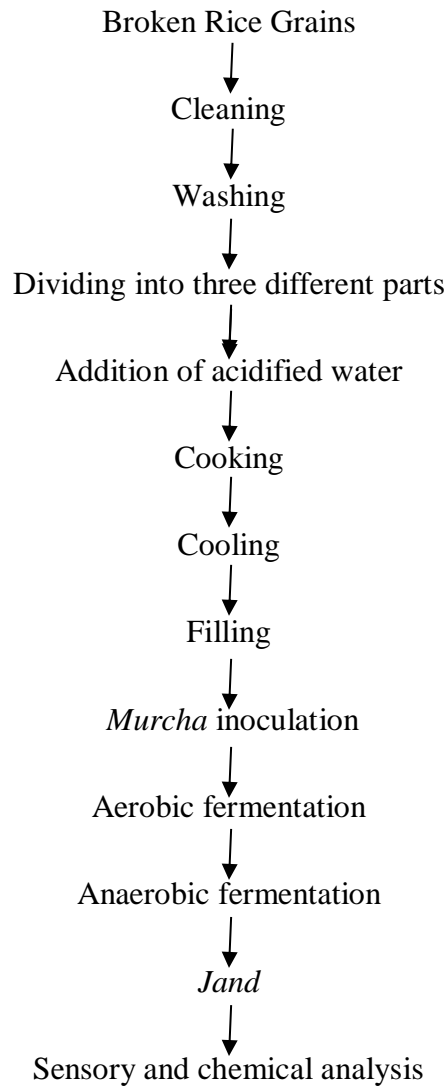 Broken Rice Grains
Cleaning
Washing
Dividing into three different parts
Addition of acidified water
Cooking
Cooling
Filling
Murcha inoculation
Aerobic fermentation
Anaerobic fermentation
Jand
Sensory and chemical analysis